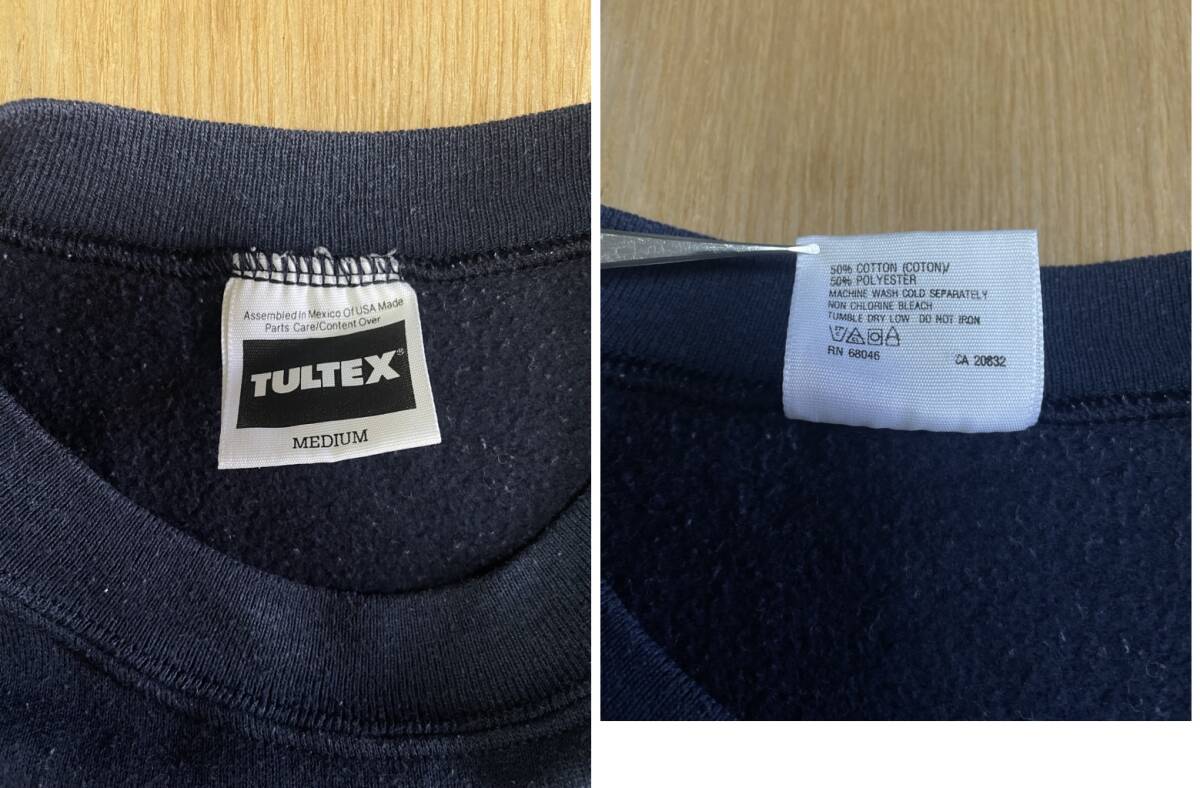 Assembled in Mexico Of USA Made
Parts Care/Content Over
TULTEX®
MEDIUM
50% COTTON (COTON)/
50% POLYESTER
MACHINE WASH COLD SEPARATELY
NON CHLORINE BLEACH
TUMBLE DRY LOW DO NOT IRON
RN 68046 CA 20832